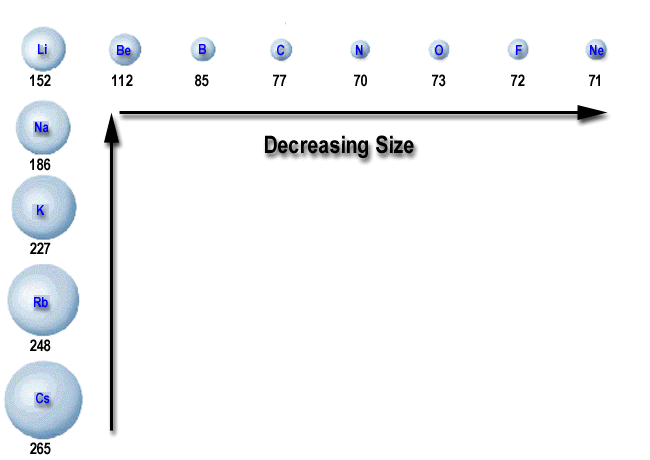 Li Be B C N O F Ne
152 112 85 77 70 73 72 71
Na
Decreasing Size
186
K
227
Rb
248
Cs
265